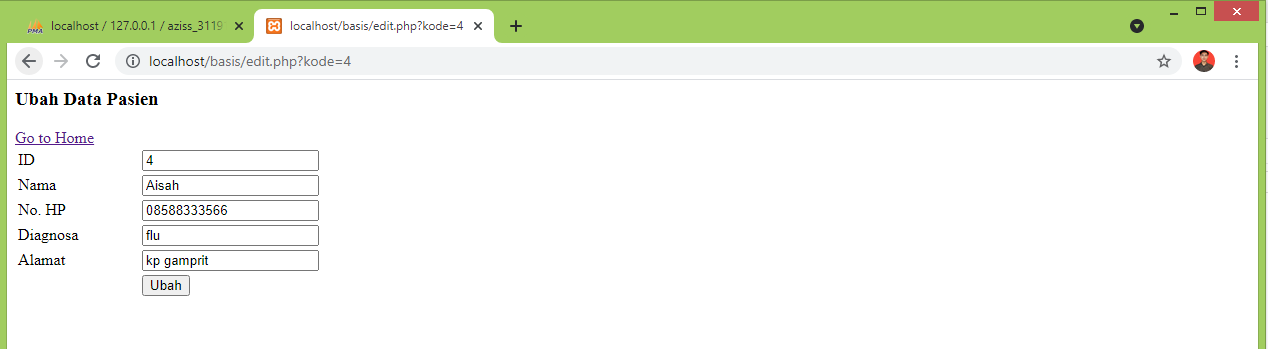 localhost / 127.0.0.1 / aziss_3119
localhost/basis/edit.php?kode=4
localhost/basis/edit.php?kode=4
Ubah Data Pasien
Go to Home
ID 4
Nama Aisah
No. HP 08588333566
Diagnosa flu
Alamat kp gamprit
Ubah